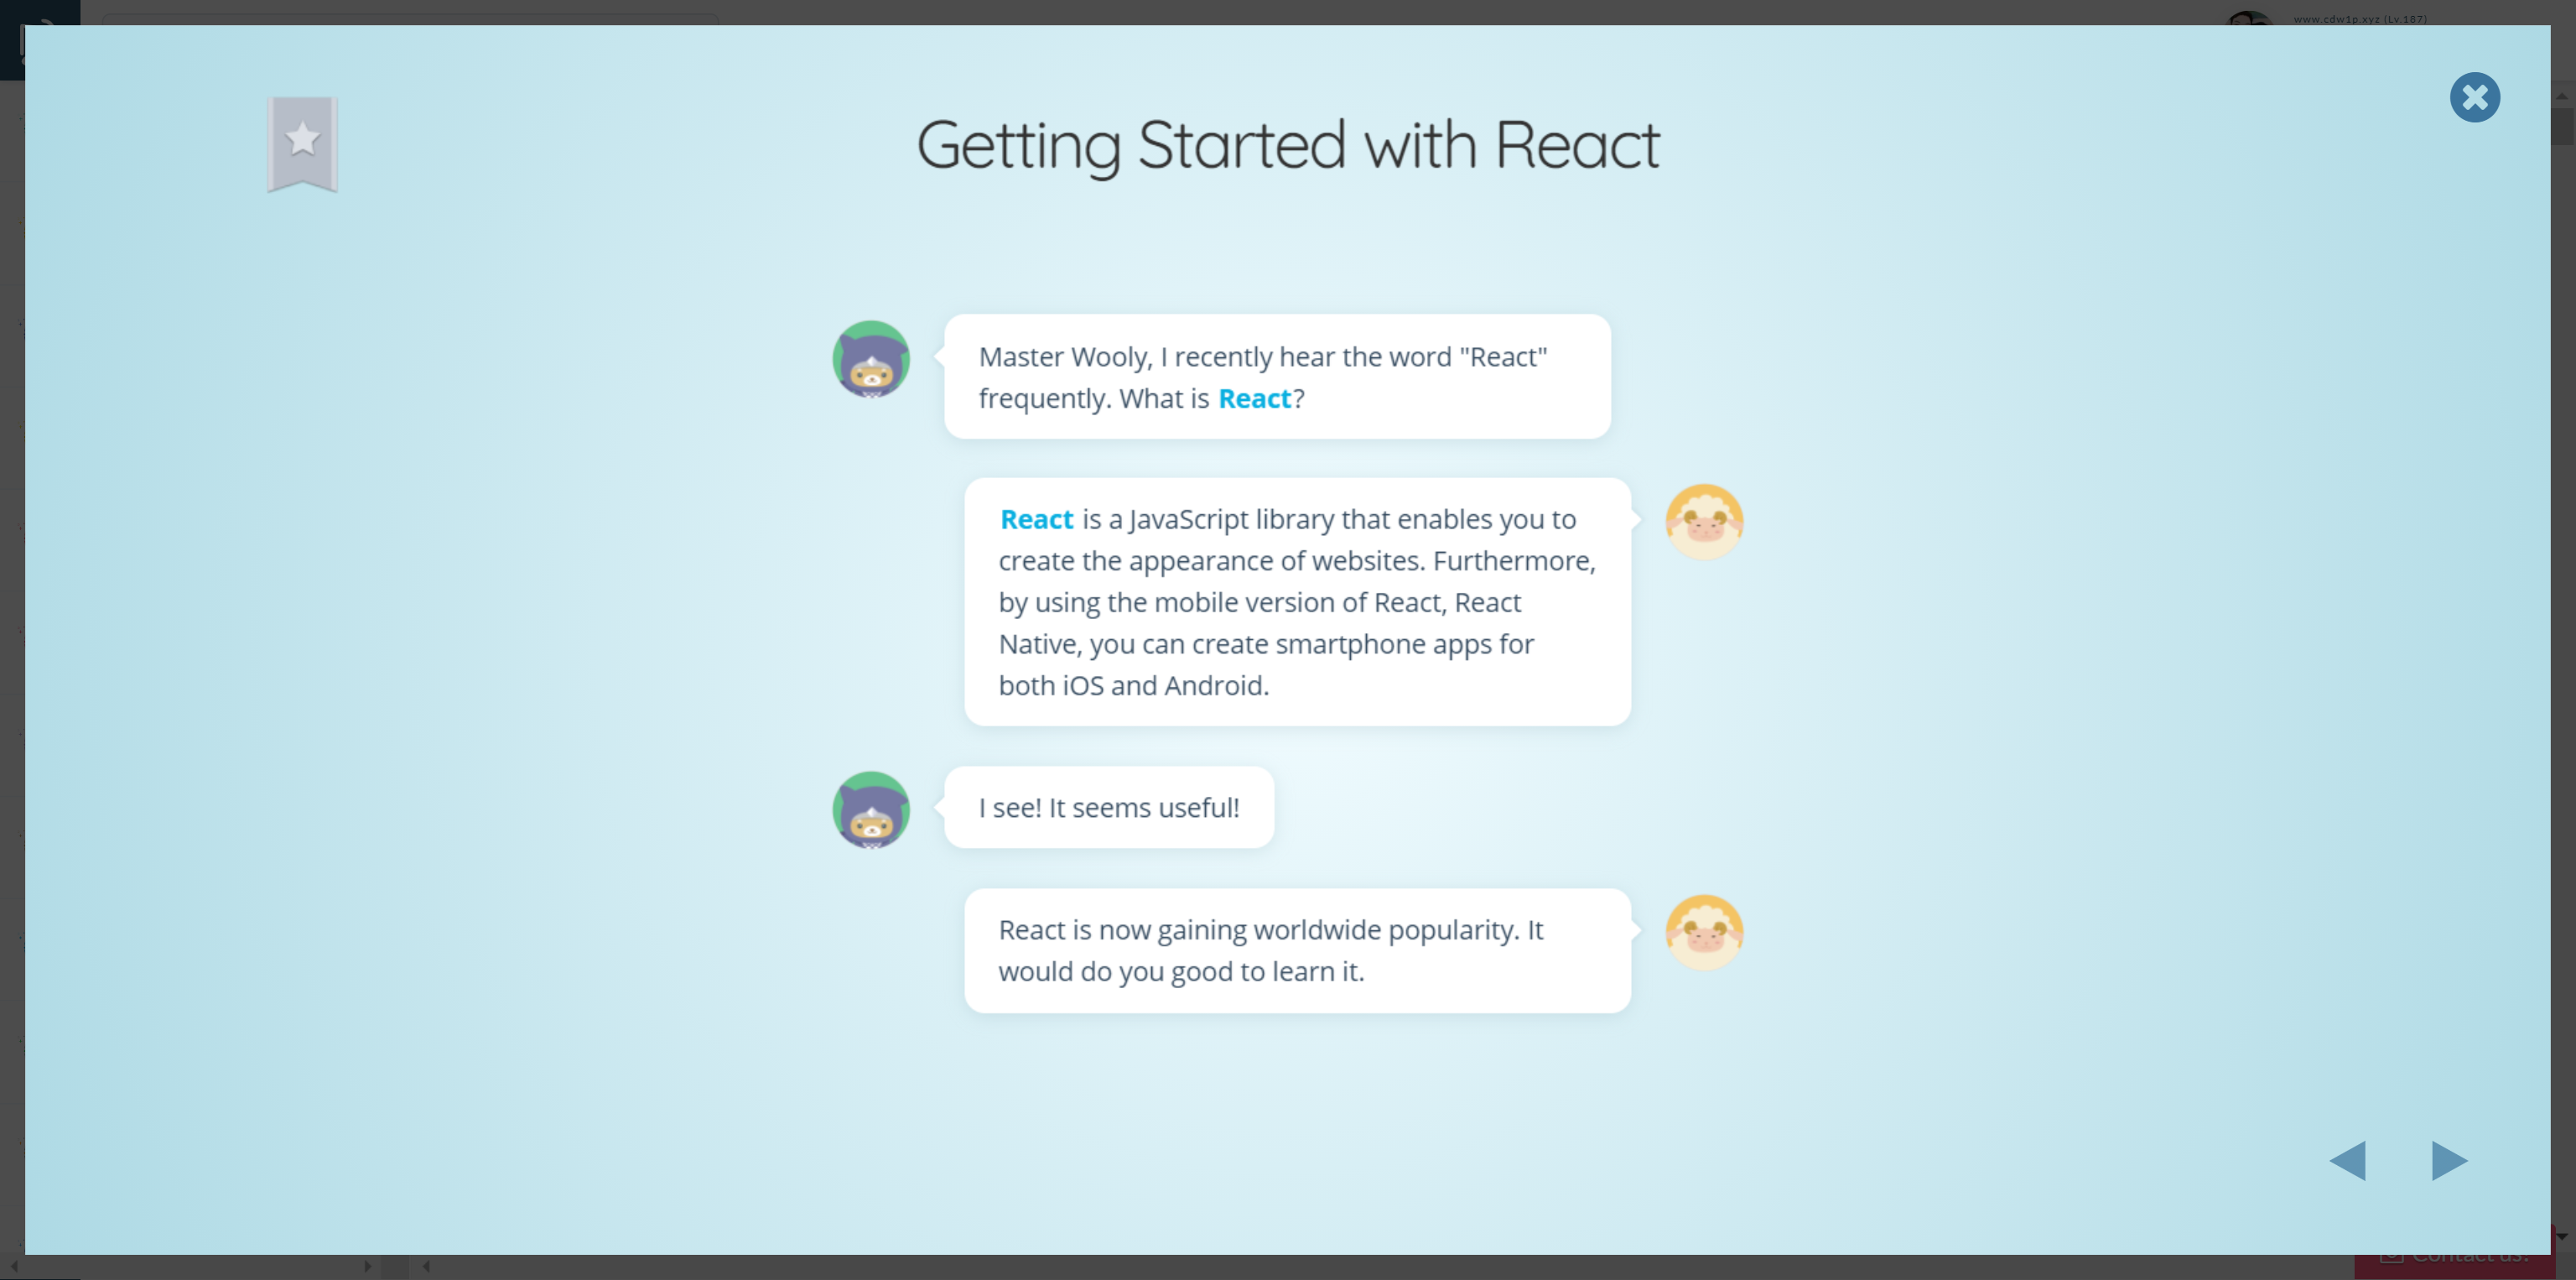 www.cdw1p.xyz (Lv.187)
Getting Started with React
Master Wooly, I recently hear the word "React"
frequently. What is React?
React is a JavaScript library that enables you to
create the appearance of websites. Furthermore,
by using the mobile version of React, React
Native, you can create smartphone apps for
both iOS and Android.
I see! It seems useful!
React is now gaining worldwide popularity. It
would do you good to learn it.
Contact us!